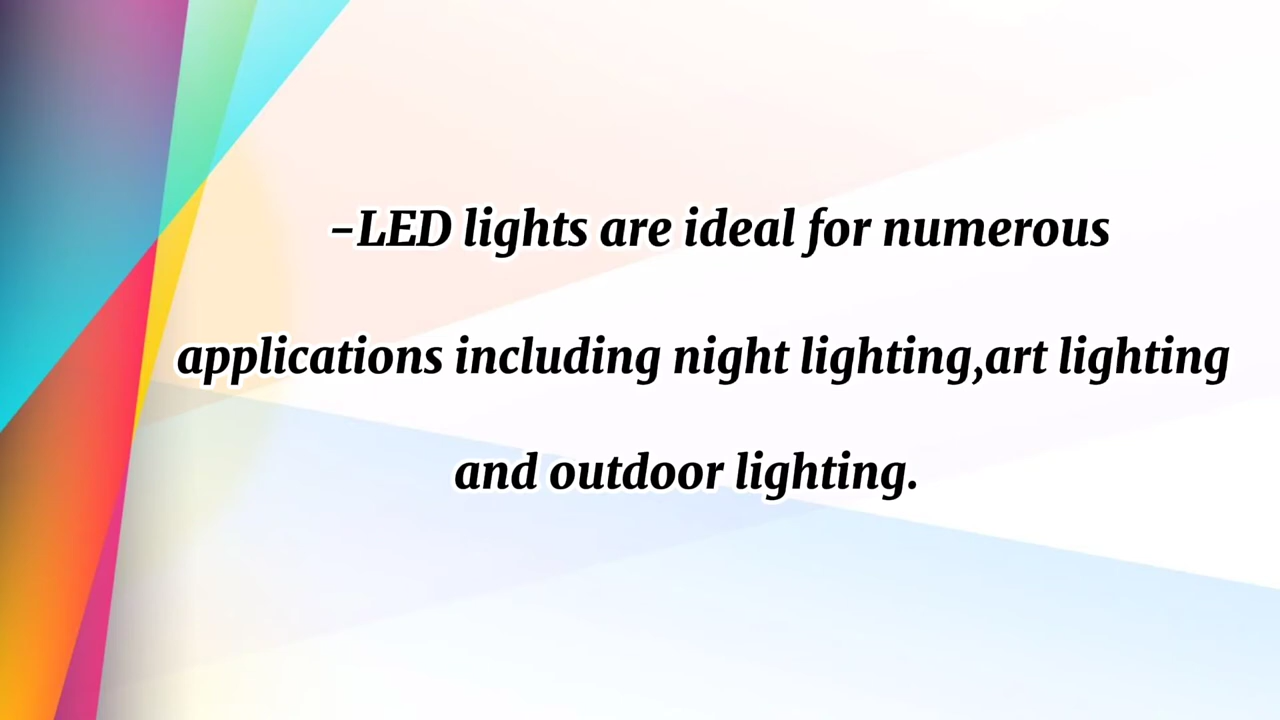 -LED lights are ideal for numerous
applications including night lighting,art lighting
and outdoor lighting.